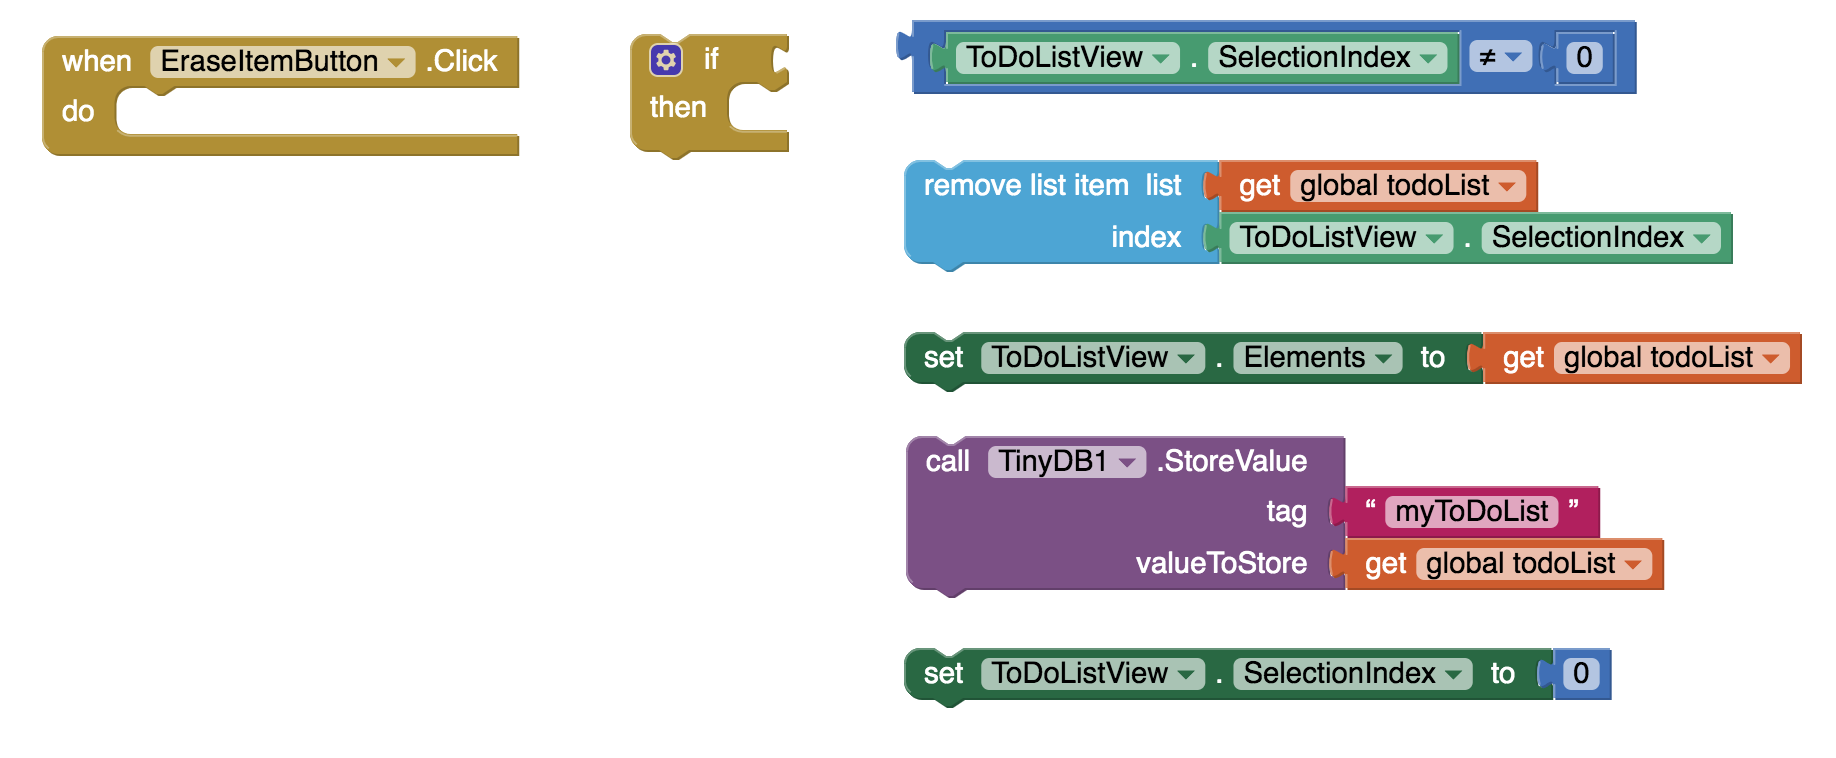 when EraseItemButton .Click
do
if
then
ToDoListView . SelectionIndex ≠ 0
remove list item list get global todoList
index ToDoListView . SelectionIndex
set ToDoListView . Elements to get global todoList
call TinyDB1 .StoreValue
tag “ myToDoList ”
valueToStore get global todoList
set ToDoListView . SelectionIndex to 0